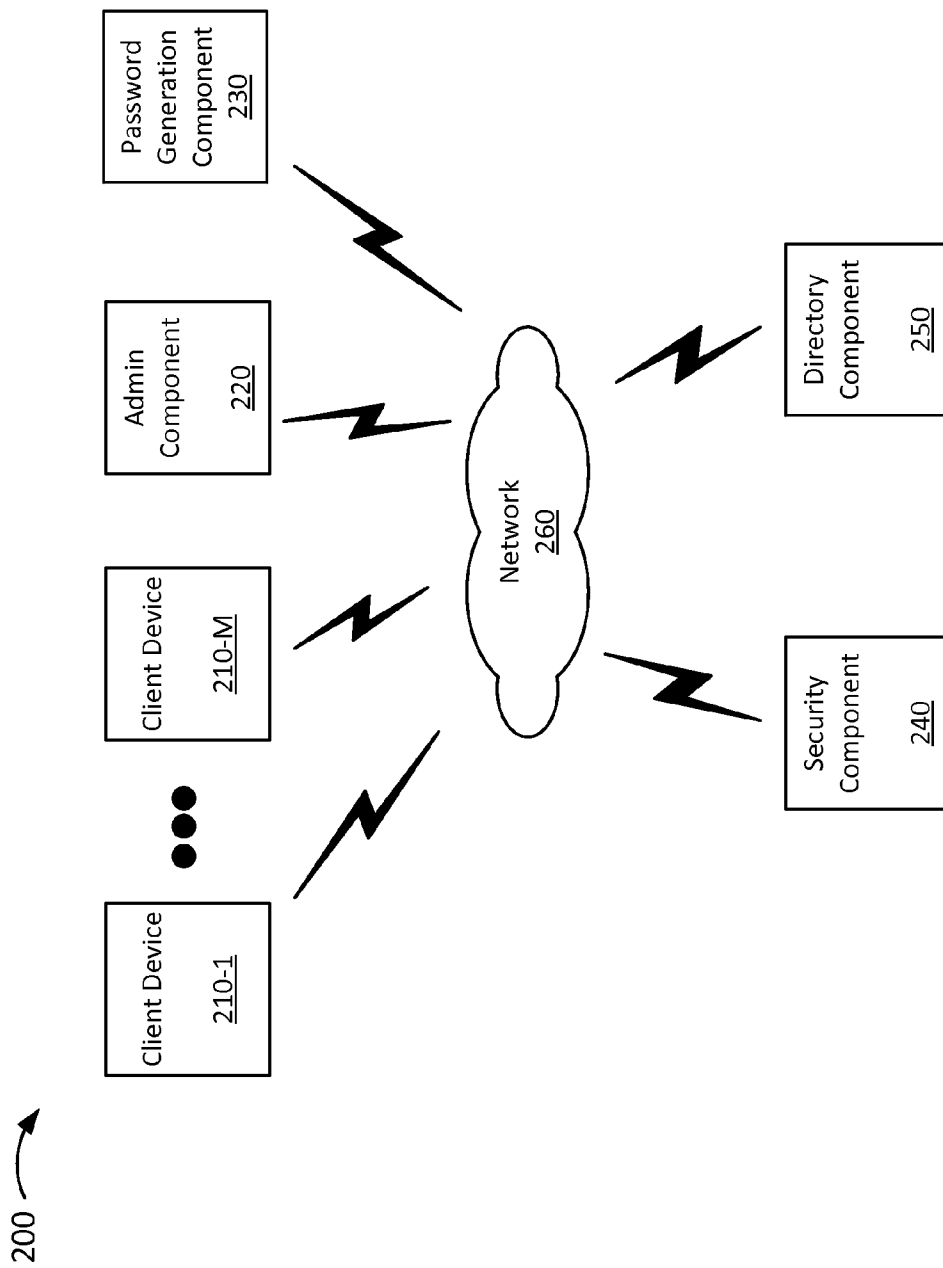 200
Client Device
210-1
Client Device
210-M
Admin
Component
220
Password
Generation
Component
230
Network
260
Security
Component
240
Directory
Component
250